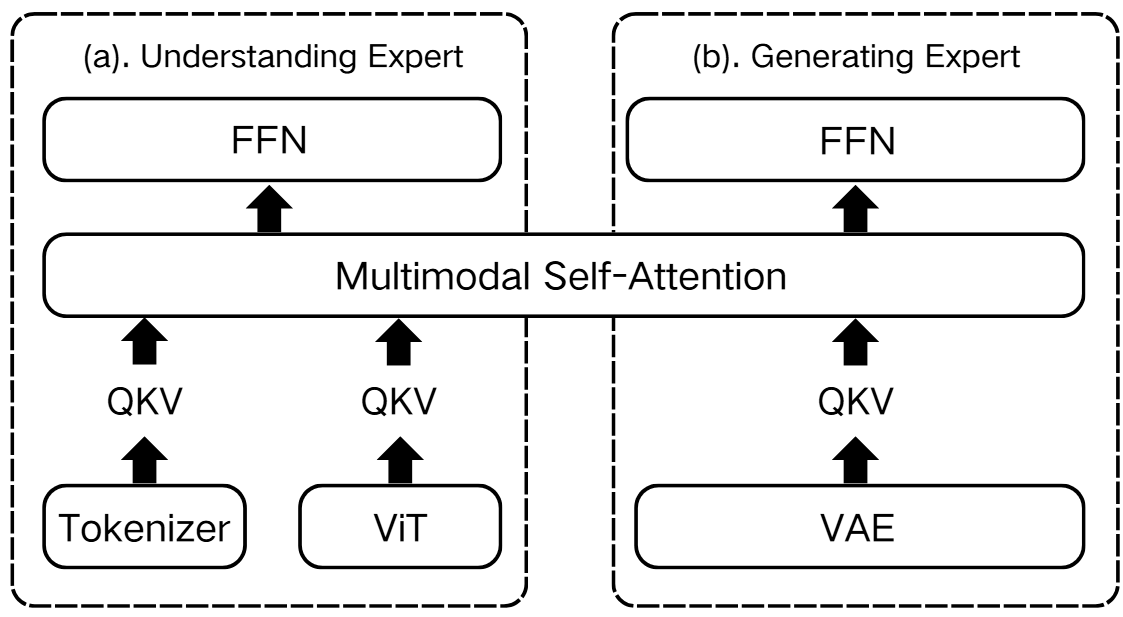 (a). Understanding Expert
(b). Generating Expert
FFN
FFN
Multimodal Self-Attention
QKV
QKV
QKV
Tokenizer
ViT
VAE